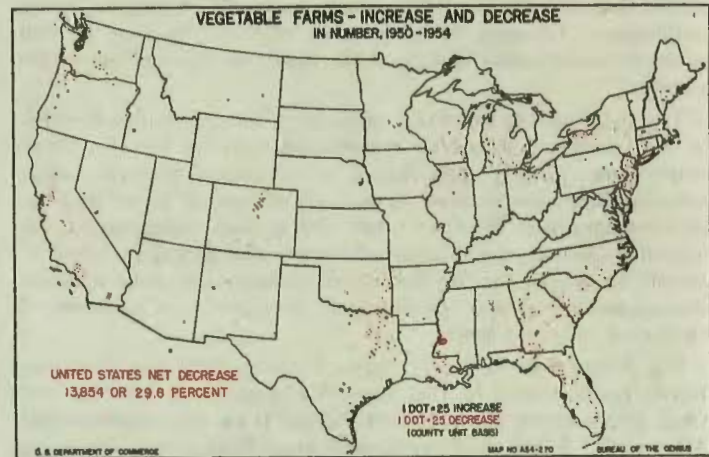 VEGETABLE FARMS - INCREASE AND DECREASE
IN NUMBER, 1950-1954
UNITED STATES NET DECREASE
13,854 OR 29.8 PERCENT
1 DOT=25 INCREASE
1 DOT=25 DECREASE
(COUNTY UNIT BASIS)
U. S. DEPARTMENT OF COMMERCE
MAP NO A54-270
BUREAU OF THE CENSUS